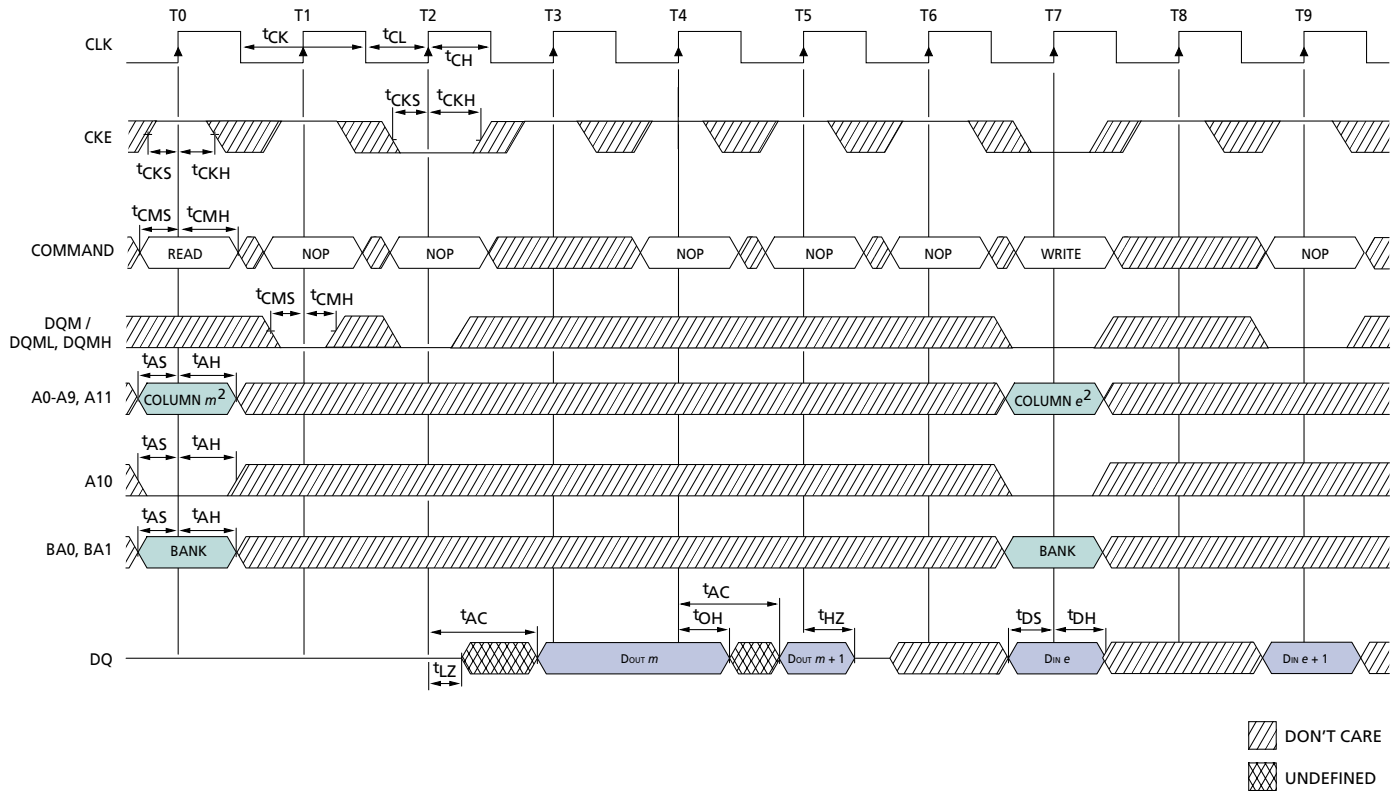 T0 T1 T2 T3 T4 T5 T6 T7 T8 T9
CLK
tCK tCL
tCH
tCKS tCKH
CKE
tCKS tCKH
tCMS tCMH
COMMAND READ NOP NOP NOP NOP NOP WRITE NOP
tCMS tCMH
DQM /
DQML, DQMH
tAS tAH
A0-A9, A11 COLUMN m2 COLUMN e2
tAS tAH
A10
tAS tAH
BA0, BA1 BANK BANK
tAC
tAC tOH tHZ tDS tDH
DQ DOUT m DOUT m + 1 DIN e DIN e + 1
tLZ
DON'T CARE
UNDEFINED